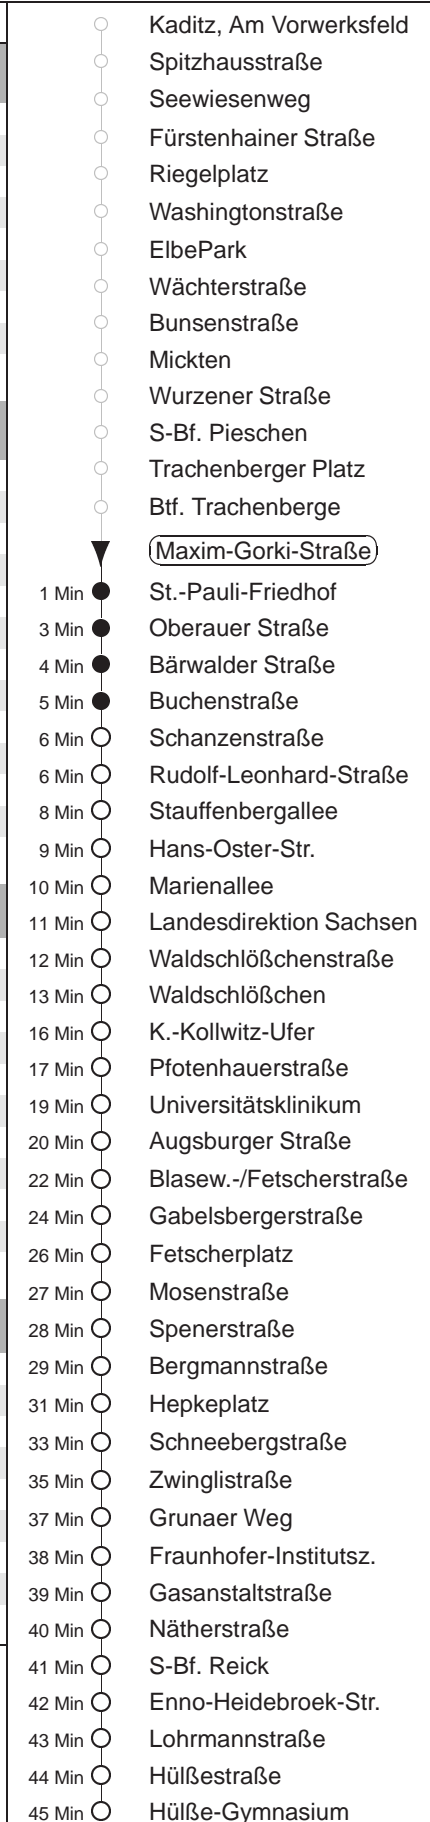 Kaditz, Am Vorwerksfeld
Spitzhausstraße
Seewiesenweg
Fürstenhainer Straße
Riegelplatz
Washingtonstraße
ElbePark
Wächterstraße
Bunsenstraße
Mickten
Wurzener Straße
S-Bf. Pieschen
Trachenberger Platz
Btf. Trachenberge
Maxim-Gorki-Straße
1 Min St.-Pauli-Friedhof
3 Min Oberauer Straße
4 Min Bärwalder Straße
5 Min Buchenstraße
6 Min Schanzenstraße
6 Min Rudolf-Leonhard-Straße
8 Min Stauffenbergallee
9 Min Hans-Oster-Str.
10 Min Marienallee
11 Min Landesdirektion Sachsen
12 Min Waldschlößchenstraße
13 Min Waldschlößchen
16 Min K.-Kollwitz-Ufer
17 Min Pfotenhauerstraße
19 Min Universitätsklinikum
20 Min Augsburger Straße
22 Min Blasew.-/Fetscherstraße
24 Min Gabelsbergerstraße
26 Min Fetscherplatz
27 Min Mosenstraße
28 Min Spenerstraße
29 Min Bergmannstraße
31 Min Hepkeplatz
33 Min Schneebergstraße
35 Min Zwinglistraße
37 Min Grunaer Weg
38 Min Fraunhofer-Institutsz.
39 Min Gasanstaltstraße
40 Min Nätherstraße
41 Min S-Bf. Reick
42 Min Enno-Heidebroek-Str.
43 Min Lohrmannstraße
44 Min Hülßestraße
45 Min Hülße-Gymnasium